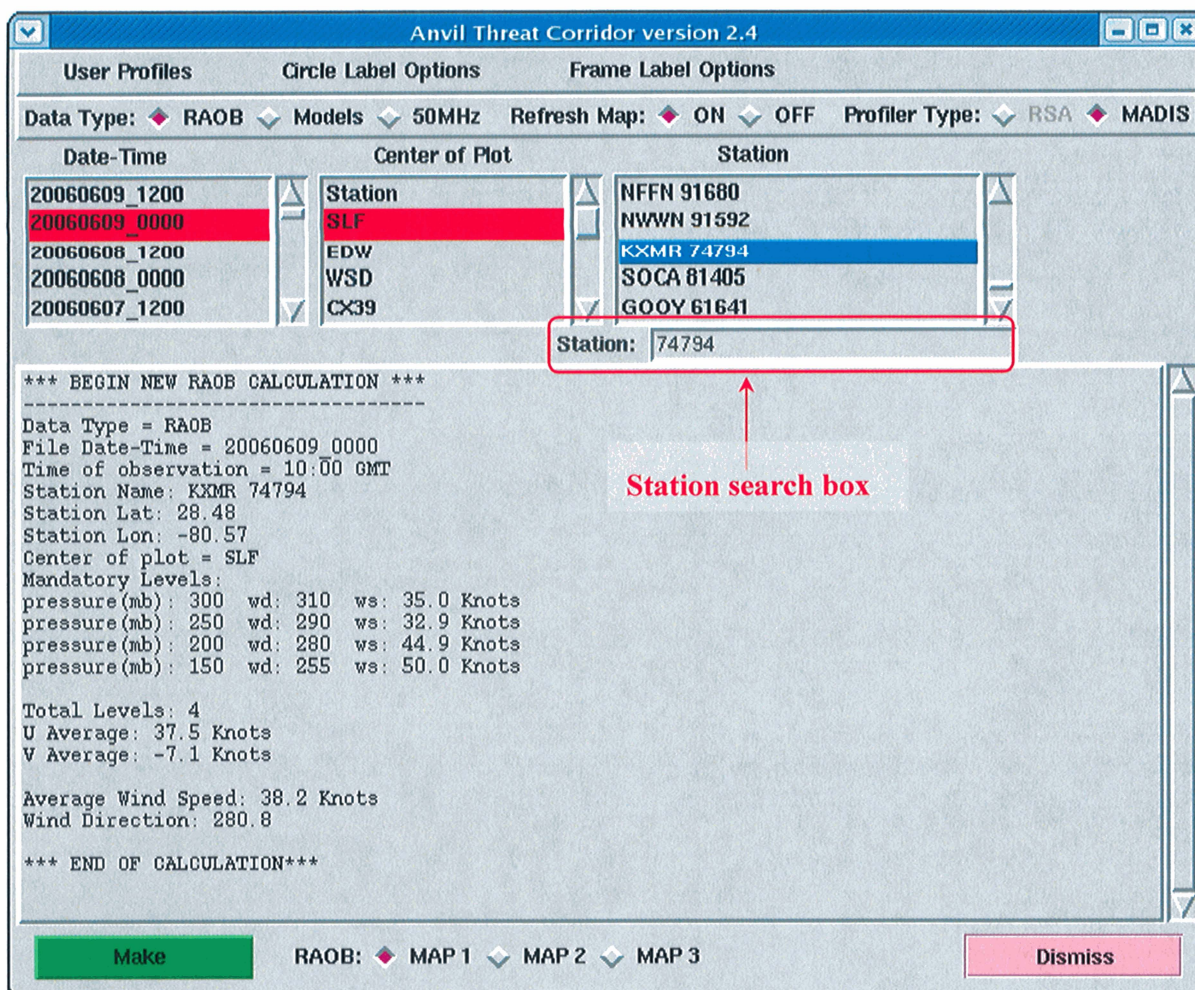 Anvil Threat Corridor version 2.4
User Profiles Circle Label Options Frame Label Options
Data Type: RAOB Models 50MHz Refresh Map: ON OFF Profiler Type: RSA MADIS
Date-Time Center of Plot Station
20060609_1200 Station NFFN 91680
20060609_0000 SLF NWWN 91592
20060608_1200 EDW KXMR 74794
20060608_0000 WSD SOCA 81405
20060607_1200 CX39 GOOY 61641
Station: 74794
*** BEGIN NEW RAOB CALCULATION ***
-----------------------------------
Data Type = RAOB
File Date-Time = 20060609_0000
Time of observation = 10:00 GMT
Station Name: KXMR 74794
Station Lat: 28.48
Station Lon: -80.57
Center of plot = SLF
Mandatory Levels:
pressure(mb): 300 wd: 310 ws: 35.0 Knots
pressure(mb): 250 wd: 290 ws: 32.9 Knots
pressure(mb): 200 wd: 280 ws: 44.9 Knots
pressure(mb): 150 wd: 255 ws: 50.0 Knots
Total Levels: 4
U Average: 37.5 Knots
V Average: -7.1 Knots
Average Wind Speed: 38.2 Knots
Wind Direction: 280.8
*** END OF CALCULATION***
Station search box
Make RAOB: MAP 1 MAP 2 MAP 3 Dismiss